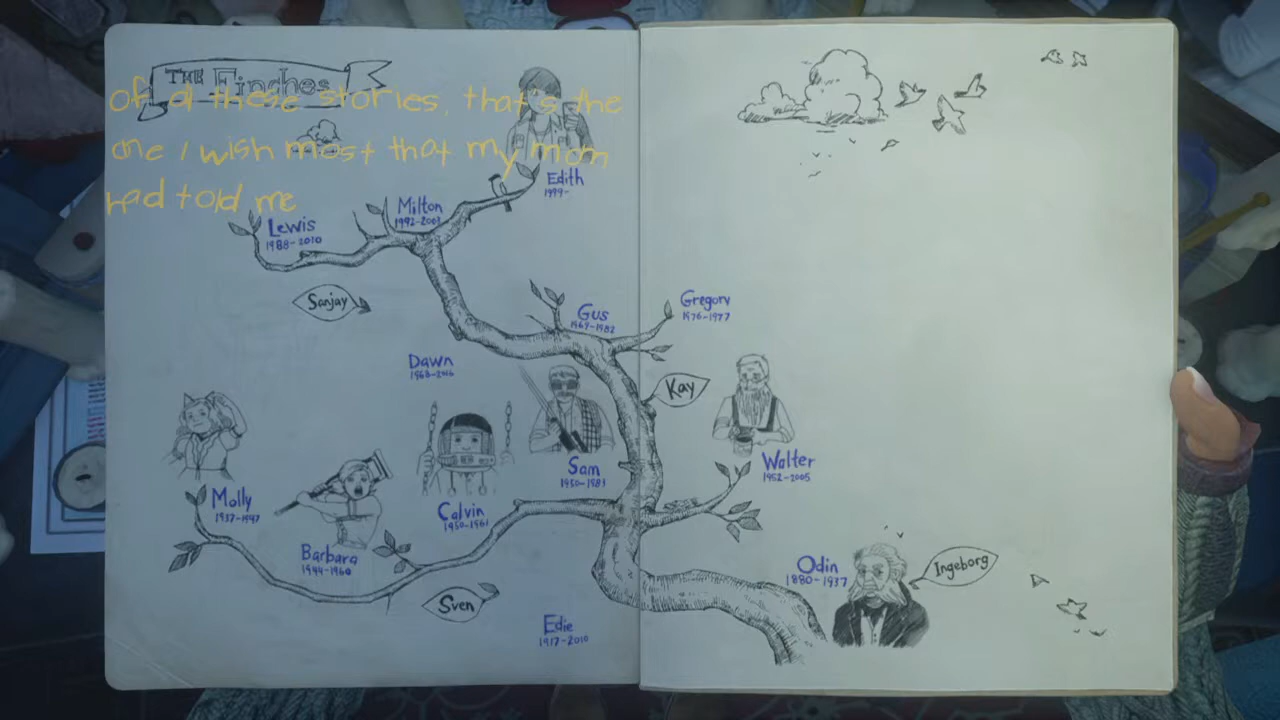 THE Finches
Of all these stories, that's the
one I wish most that my mom
had told me
Edith
1999-
Milton
1992-2003
Lewis
1988-2010
Sanjay
Gregory
1976-1977
Gus
1969-1982
Dawn
1968-2016
Kay
Walter
1952-2005
Sam
1950-1983
Calvin
1950-1961
Molly
1937-1947
Barbara
1944-1960
Odin
1880-1937
Ingeborg
Sven
Edie
1917-2010